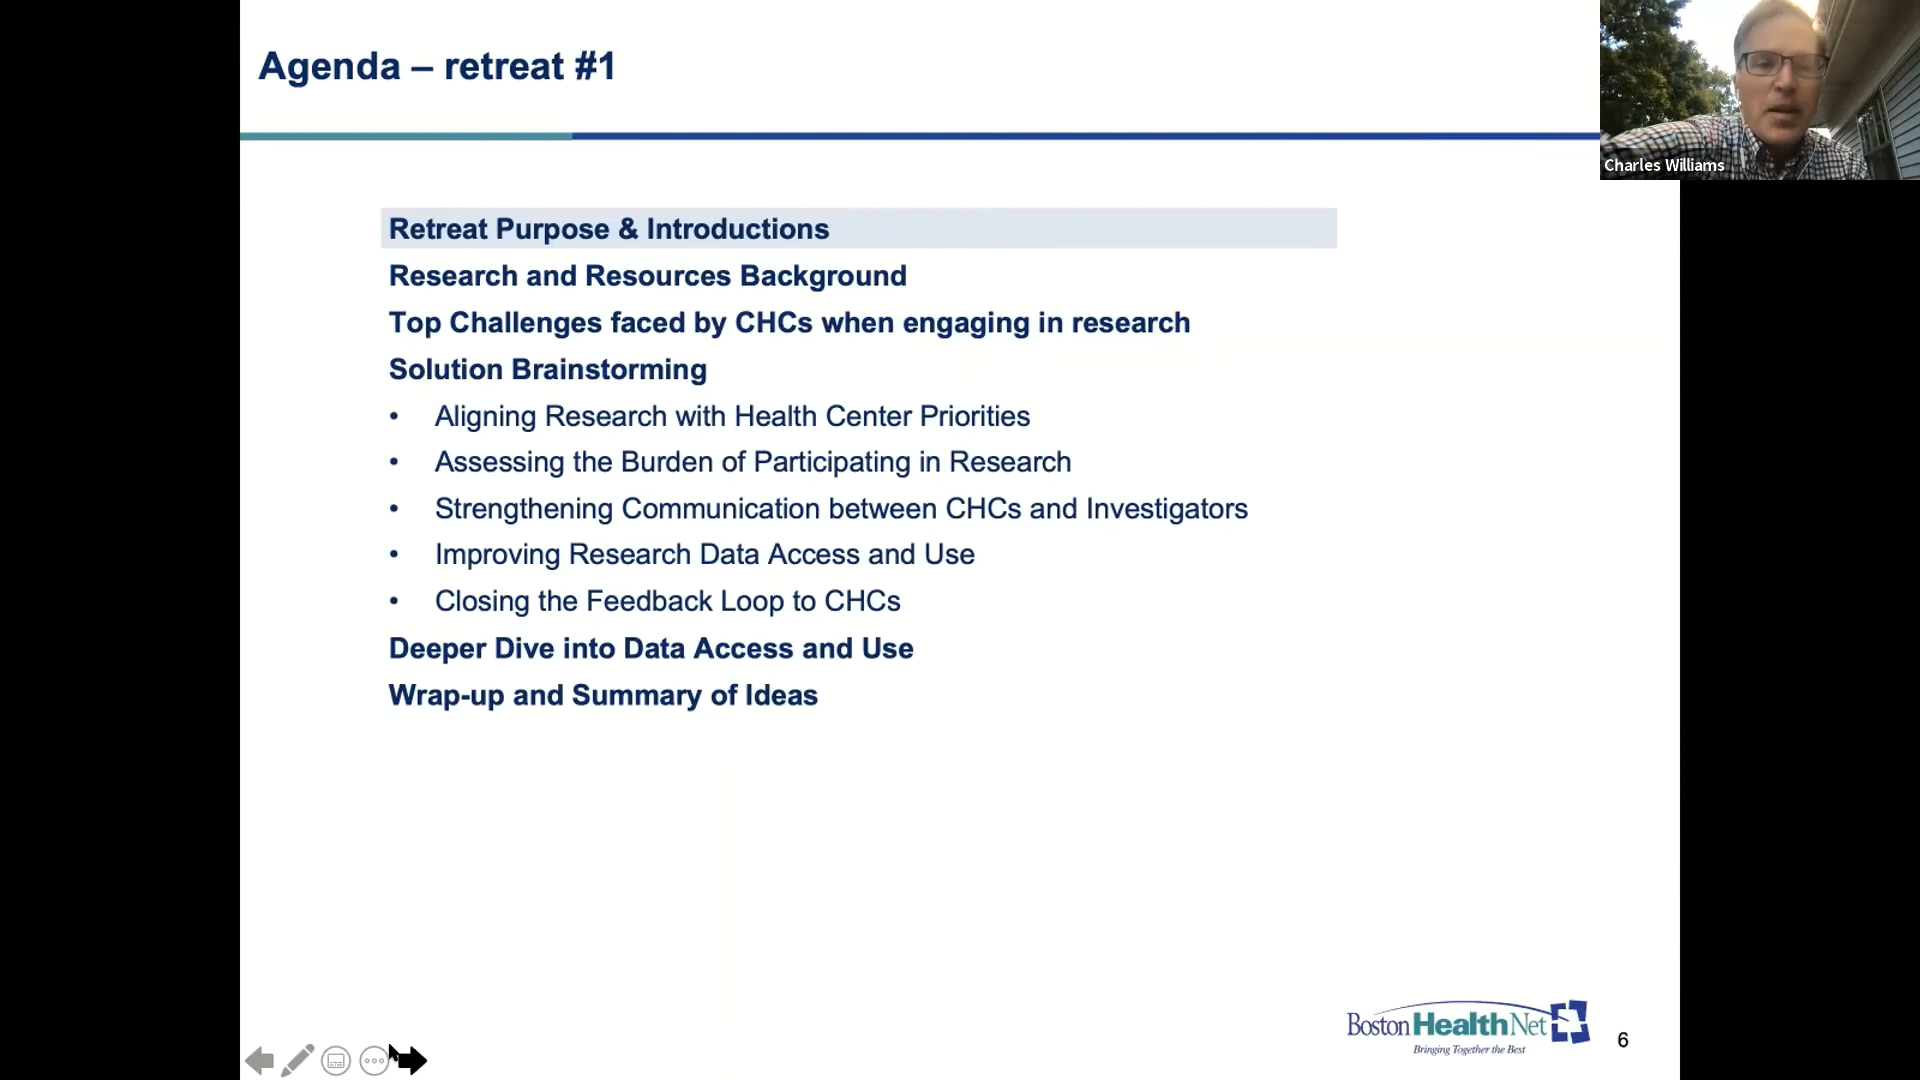 Agenda – retreat #1
Charles Williams
Retreat Purpose & Introductions
Research and Resources Background
Top Challenges faced by CHCs when engaging in research
Solution Brainstorming
• Aligning Research with Health Center Priorities
• Assessing the Burden of Participating in Research
• Strengthening Communication between CHCs and Investigators
• Improving Research Data Access and Use
• Closing the Feedback Loop to CHCs
Deeper Dive into Data Access and Use
Wrap-up and Summary of Ideas
Boston HealthNet
Bringing Together the Best
6